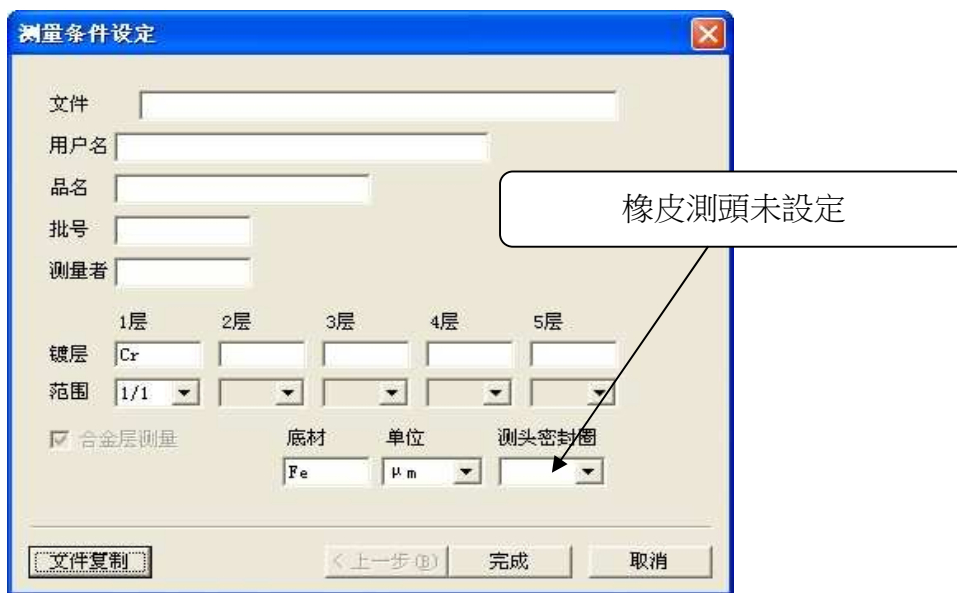 测量条件设定
文件
用户名
品名
橡皮測頭未設定
批号
测量者
1层 2层 3层 4层 5层
镀层 Cr
范围 1/1
合金层测量 底材 单位 测头密封圈
Fe μm
文件复制 < 上一步(B) 完成 取消